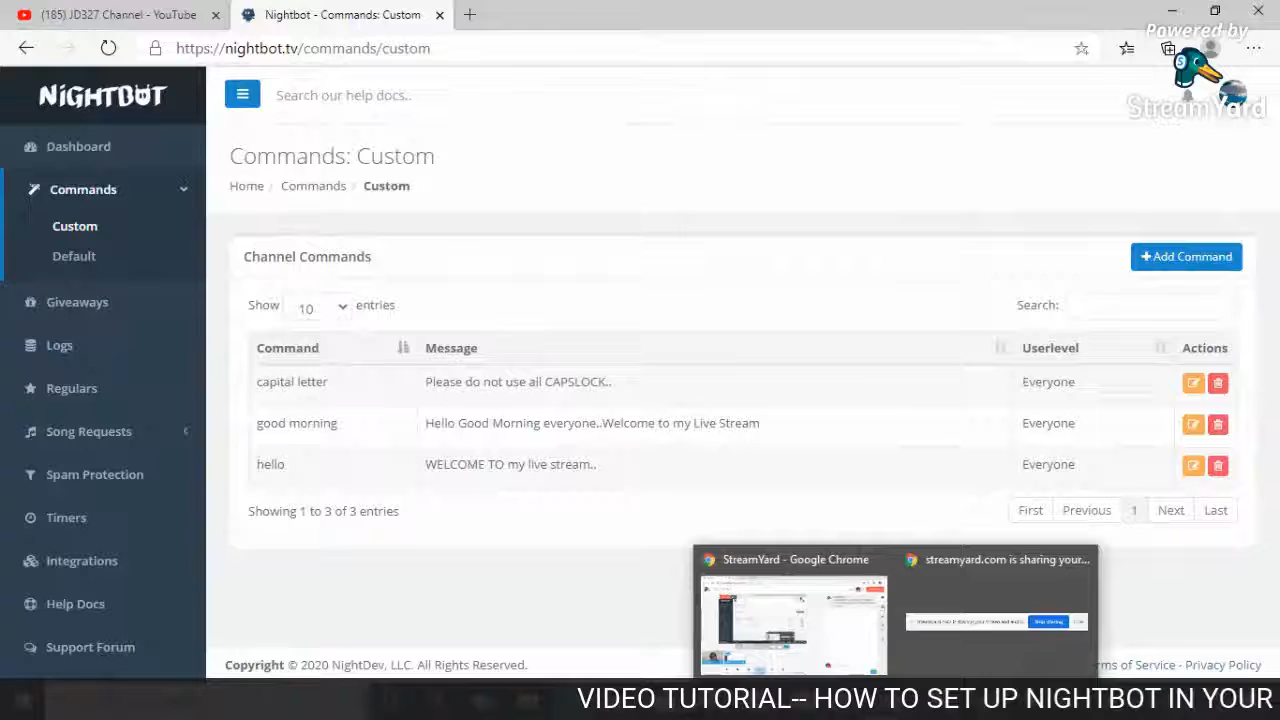 (185) JD327 Channel - YouTube
Nightbot - Commands: Custom
Powered by
https://nightbot.tv/commands/custom
StreamYard
NIGHTBOT
Search our help docs..
Dashboard
Commands
Custom
Default
Giveaways
Logs
Regulars
Song Requests
Spam Protection
Timers
Integrations
Help Docs
Support Forum
Commands: Custom
Home / Commands / Custom
Channel Commands
Add Command
Show 10 entries
Search:
Command Message Userlevel Actions
capital letter Please do not use all CAPSLOCK.. Everyone
good morning Hello Good Morning everyone..Welcome to my Live Stream Everyone
hello WELCOME TO my live stream.. Everyone
Showing 1 to 3 of 3 entries
First Previous 1 Next Last
StreamYard - Google Chrome
streamyard.com is sharing your...
Stop sharing
Copyright © 2020 NightDev, LLC. All Rights Reserved.
of Service - Privacy Policy
VIDEO TUTORIAL-- HOW TO SET UP NIGHTBOT IN YOUR